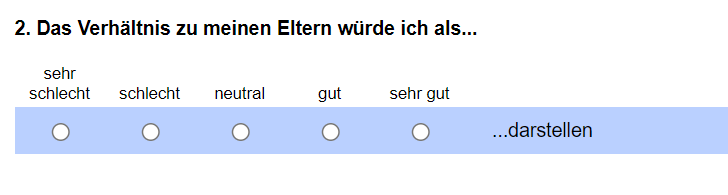 2. Das Verhältnis zu meinen Eltern würde ich als...
sehr schlecht schlecht neutral gut sehr gut
...darstellen